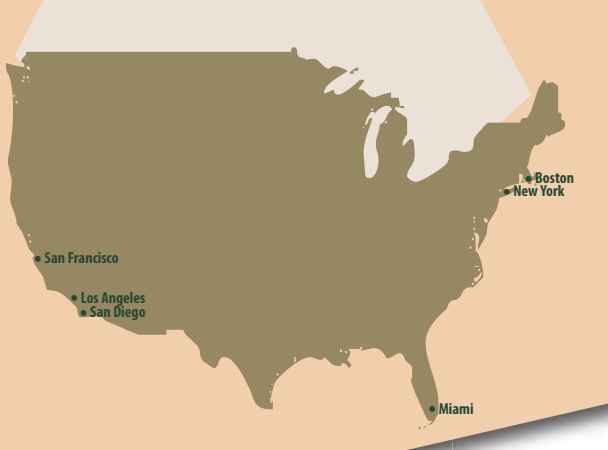 Boston
New York
San Francisco
Los Angeles
San Diego
Miami